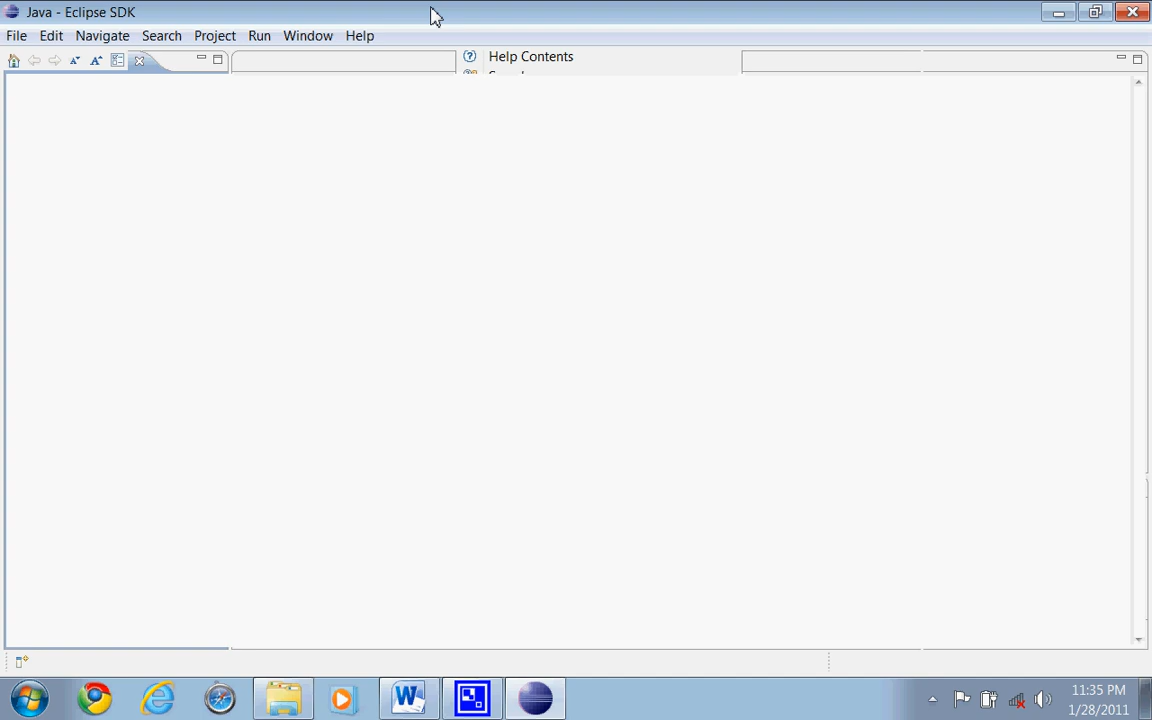 Java - Eclipse SDK
File Edit Navigate Search Project Run Window Help
Help Contents
11:35 PM
1/28/2011